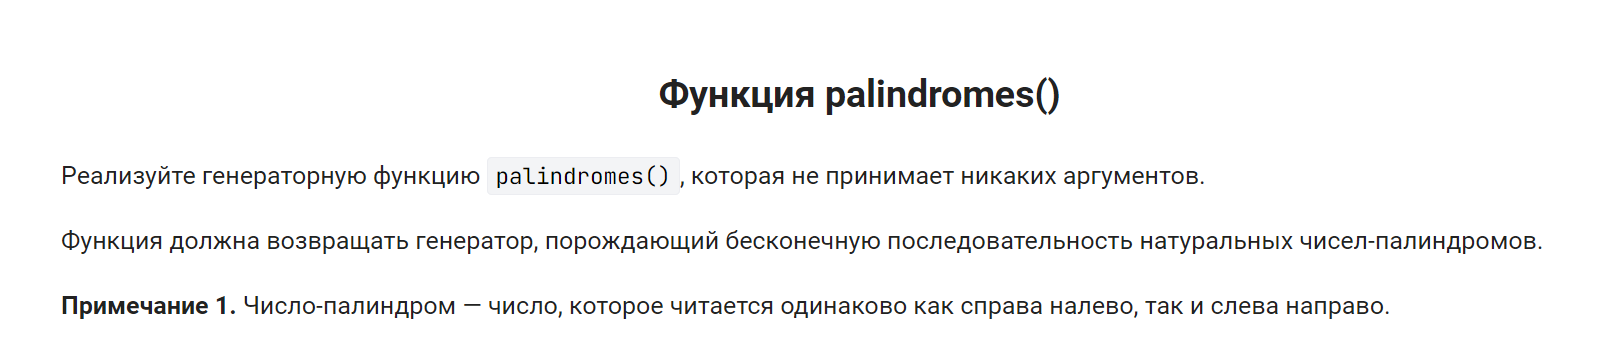 Функция palindromes()
Реализуйте генераторную функцию palindromes(), которая не принимает никаких аргументов.
Функция должна возвращать генератор, порождающий бесконечную последовательность натуральных чисел-палиндромов.
Примечание 1. Число-палиндром — число, которое читается одинаково как справа налево, так и слева направо.